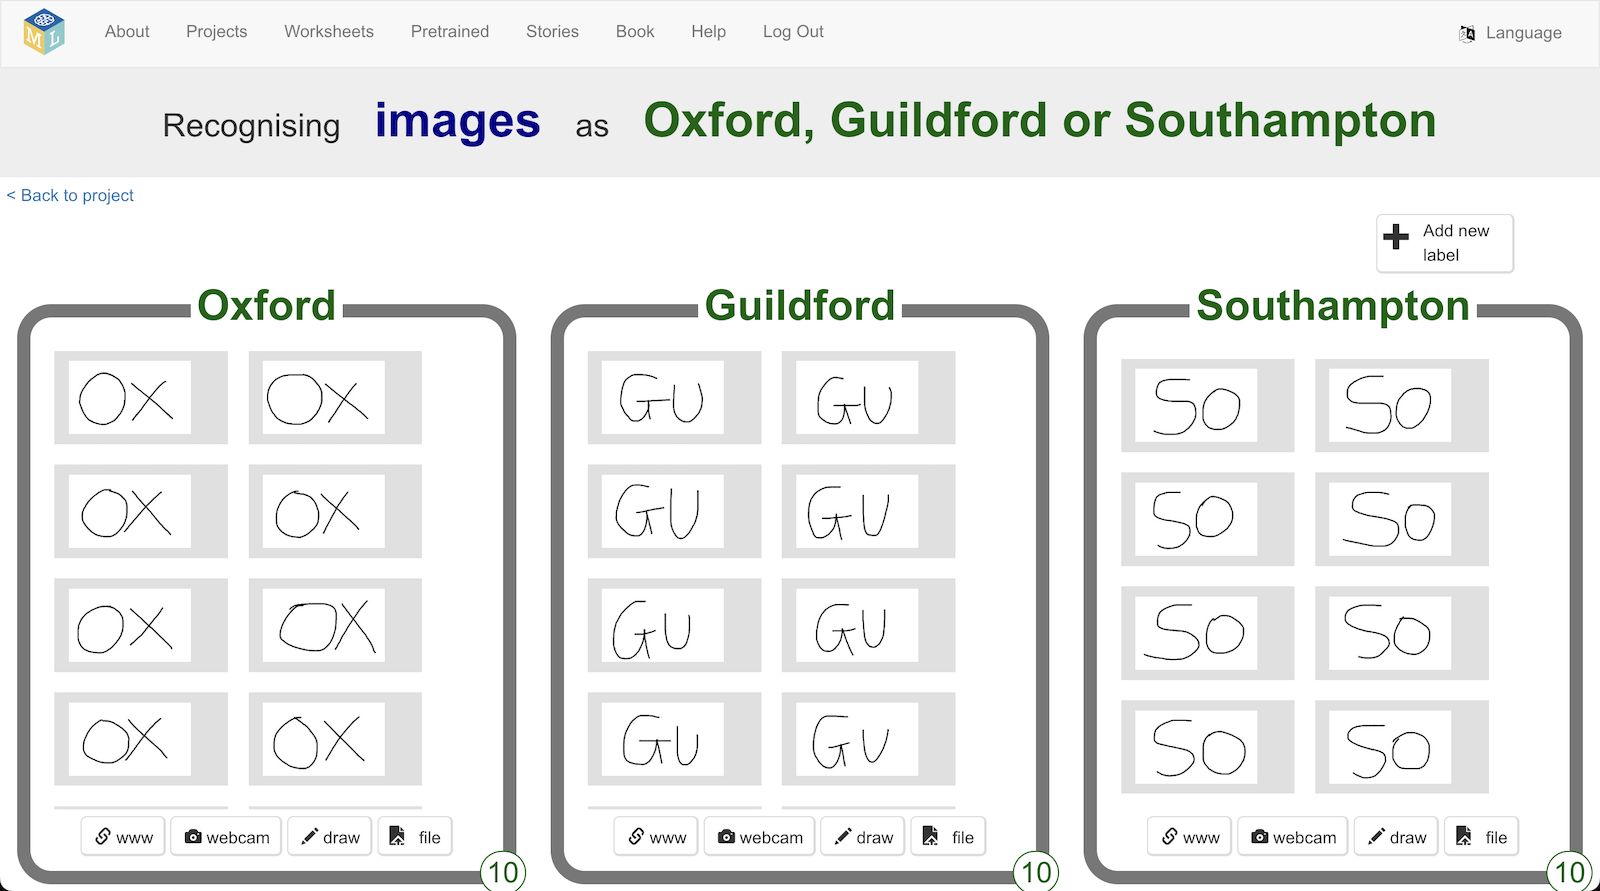 M L About Projects Worksheets Pretrained Stories Book Help Log Out Language
Recognising images as Oxford, Guildford or Southampton
< Back to project
Add new
label
Oxford Guildford Southampton
OX OX GU GU SO SO
OX OX GU GU SO SO
OX OX GU GU SO SO
OX OX GU GU SO SO
www webcam draw file www webcam draw file www webcam draw file
10 10 10